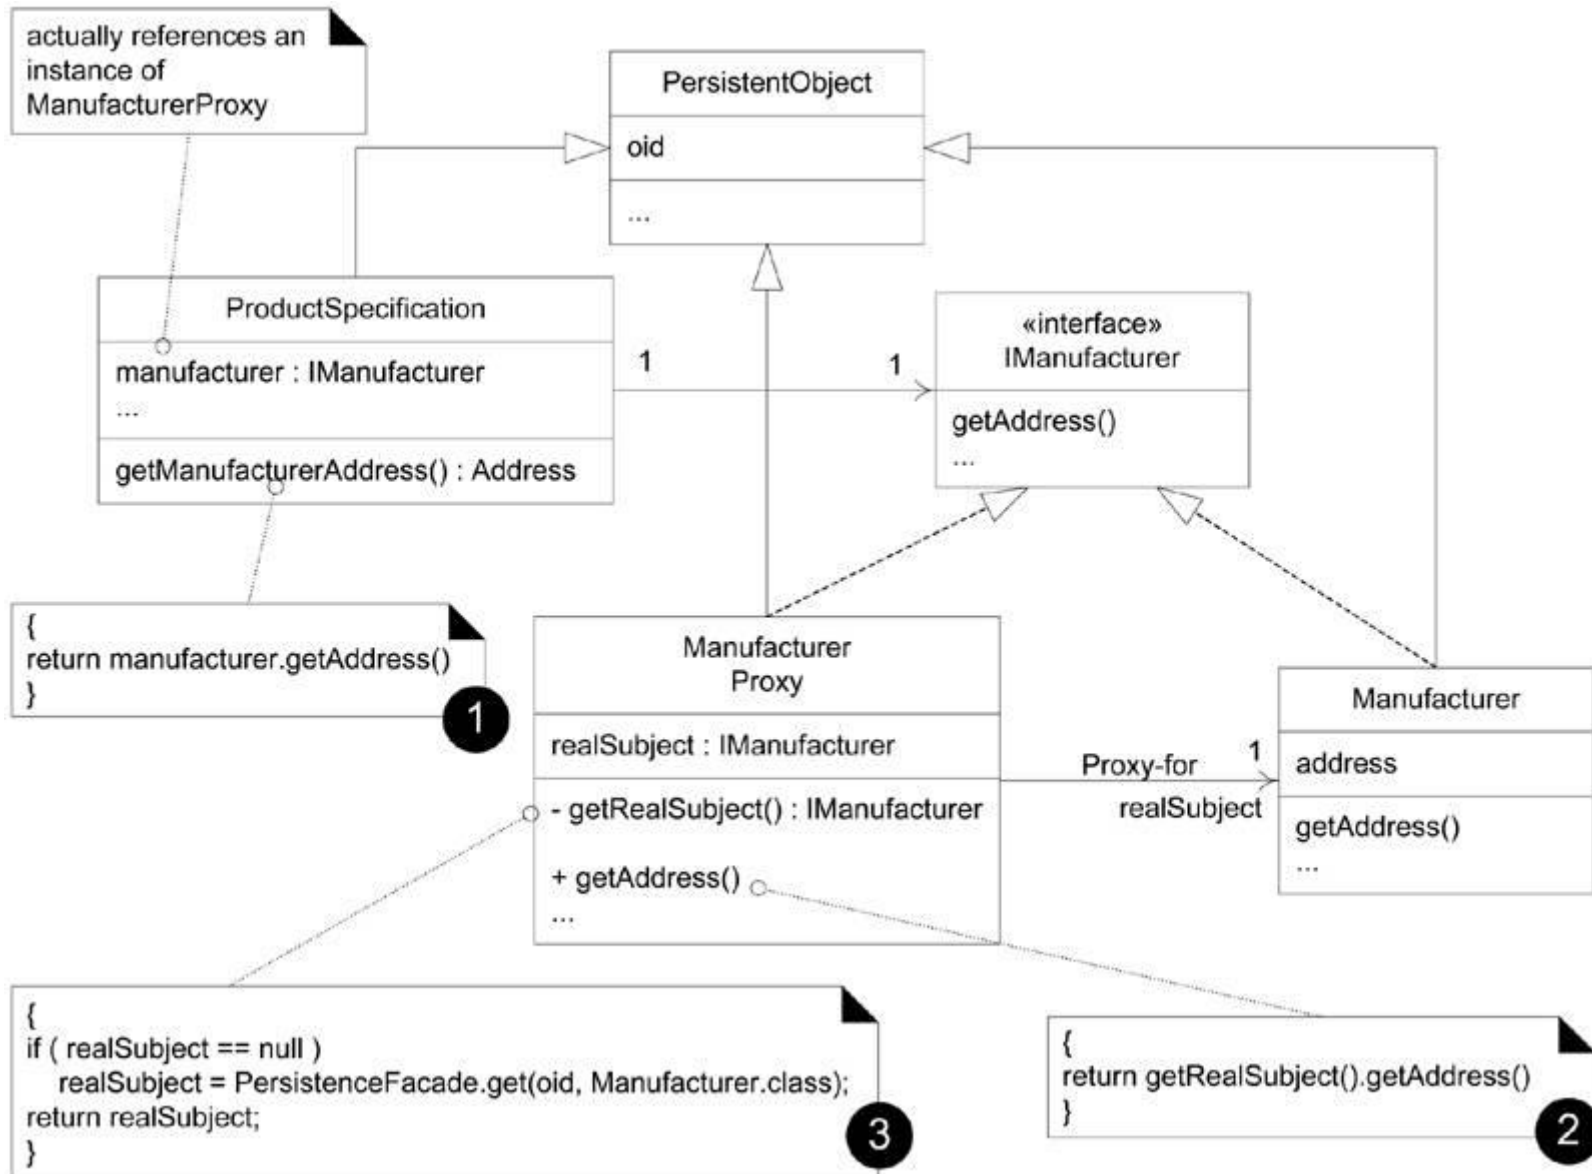 actually references an
instance of
ManufacturerProxy
PersistentObject
oid
...
ProductSpecification
manufacturer : IManufacturer
...
getManufacturerAddress() : Address
1
1
«interface»
IManufacturer
getAddress()
...
{
return manufacturer.getAddress()
}
1
Manufacturer
Proxy
realSubject : IManufacturer
- getRealSubject() : IManufacturer
+ getAddress()
...
Proxy-for
1
realSubject
Manufacturer
address
getAddress()
...
{
if ( realSubject == null )
realSubject = PersistenceFacade.get(oid, Manufacturer.class);
return realSubject;
}
3
{
return getRealSubject().getAddress()
}
2